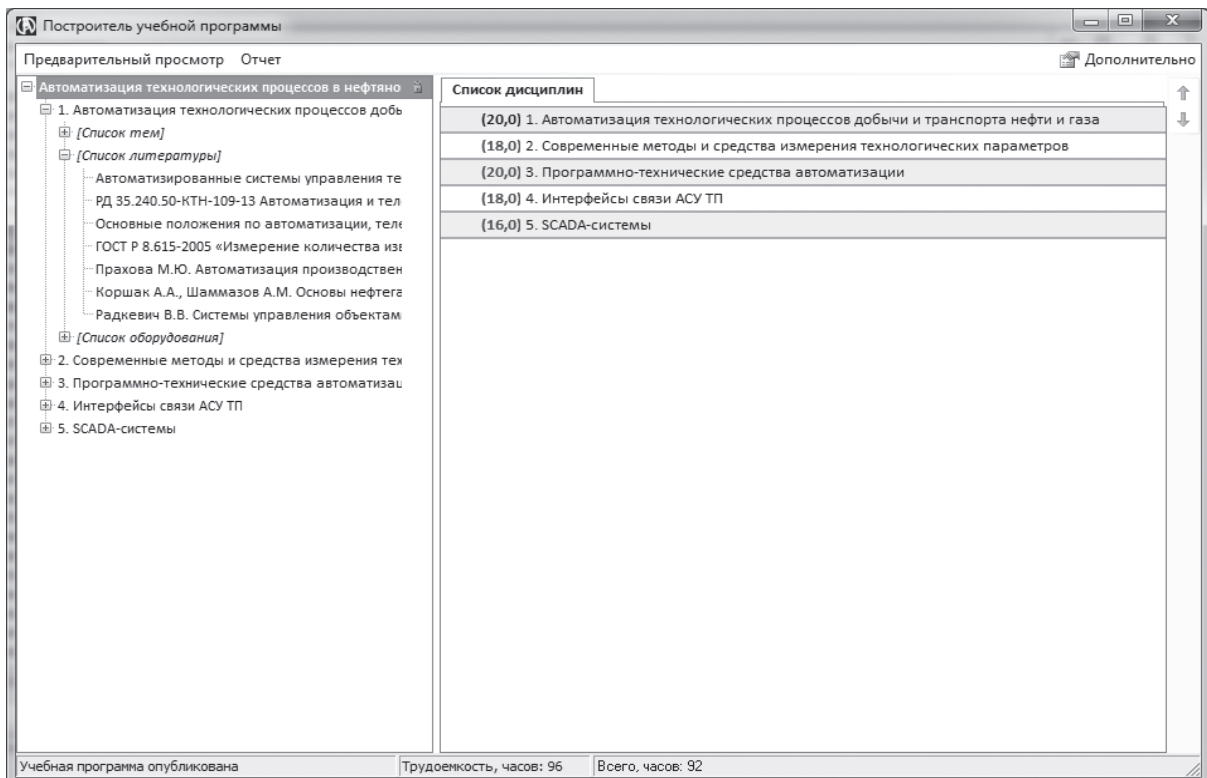 Построитель учебной программы
Предварительный просмотр Отчет Дополнительно
Автоматизация технологических процессов в нефтяно
1. Автоматизация технологических процессов добь
[Список тем]
[Список литературы]
Автоматизированные системы управления те
РД 35.240.50-КТН-109-13 Автоматизация и тел
Основные положения по автоматизации, теле
ГОСТ Р 8.615-2005 «Измерение количества изв
Прахова М.Ю. Автоматизация производствен
Коршак А.А., Шаммазов А.М. Основы нефтега
Радкевич В.В. Системы управления объектам
[Список оборудования]
2. Современные методы и средства измерения тех
3. Программно-технические средства автоматизац
4. Интерфейсы связи АСУ ТП
5. SCADA-системы
Список дисциплин
(20,0) 1. Автоматизация технологических процессов добычи и транспорта нефти и газа
(18,0) 2. Современные методы и средства измерения технологических параметров
(20,0) 3. Программно-технические средства автоматизации
(18,0) 4. Интерфейсы связи АСУ ТП
(16,0) 5. SCADA-системы
Учебная программа опубликована Трудоемкость, часов: 96 Всего, часов: 92